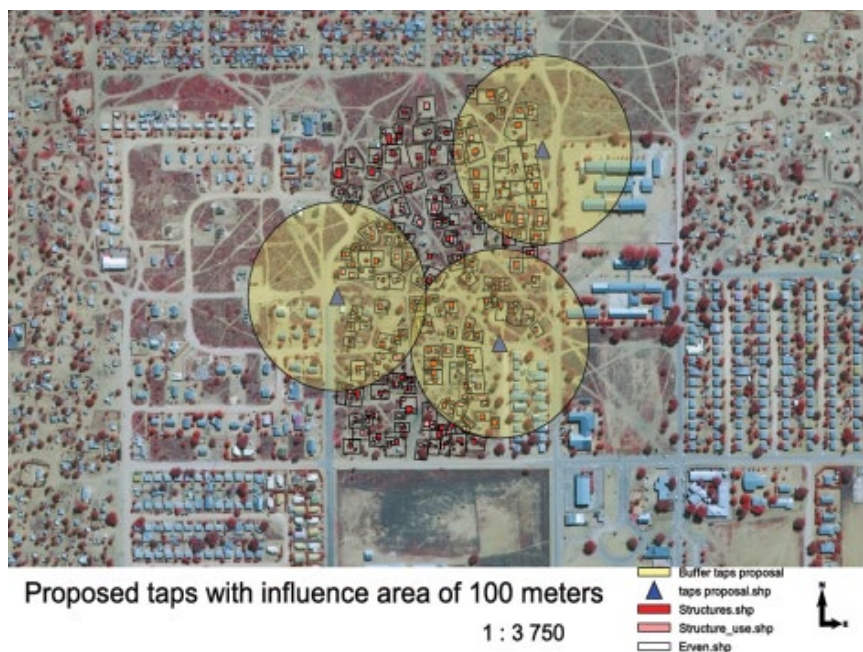 Proposed taps with influence area of 100 meters
1 : 3 750
Buffer taps proposal
taps proposal.shp
Structures.shp
Structure_use.shp
Erven.shp
N
E